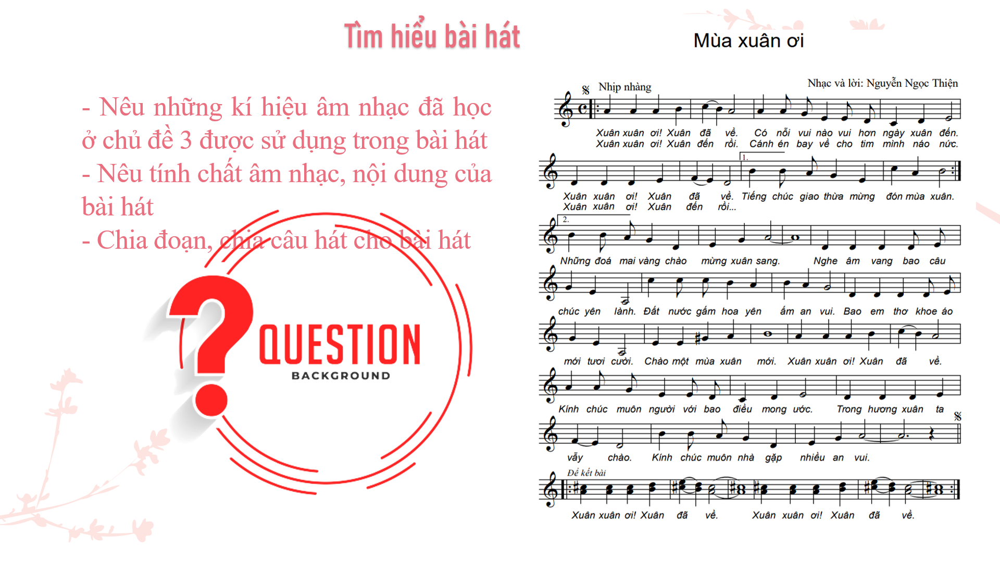 Tìm hiểu bài hát
- Nêu những kí hiệu âm nhạc đã học
ở chủ đề 3 được sử dụng trong bài hát
- Nêu tính chất âm nhạc, nội dung của
bài hát
- Chia đoạn, chia câu hát cho bài hát
QUESTION
BACKGROUND
Mùa xuân ơi
Nhạc và lời: Nguyễn Ngọc Thiện
Nhịp nhàng
Xuân xuân ơi! Xuân đã về. Có nỗi vui nào vui hơn ngày xuân đến.
Xuân xuân ơi! Xuân đến rồi. Cánh én bay về cho tim mình náo nức.
1.
Xuân xuân ơi! Xuân đã về. Tiếng chúc giao thừa mừng đón mùa xuân.
Xuân xuân ơi! Xuân đến rồi...
2.
Những đoá mai vàng chào mừng xuân sang. Nghe âm vang bao câu
chúc yên lành. Đất nước gấm hoa yên ấm an vui. Bao em thơ khoe áo
mới tươi cười. Chào một mùa xuân mới. Xuân xuân ơi! Xuân đã về.
Kính chúc muôn người với bao điều mong ước. Trong hương xuân ta
vẫy chào. Kính chúc muôn nhà gặp nhiều an vui.
Để kết bài
Xuân xuân ơi! Xuân đã về. Xuân xuân ơi! Xuân đã về.